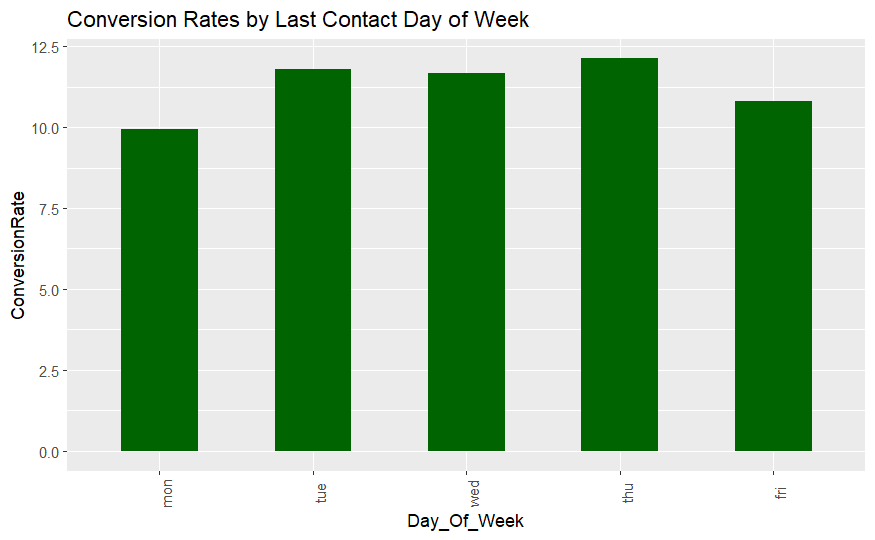 Conversion Rates by Last Contact Day of Week
12.5
10.0
7.5
5.0
2.5
0.0
ConversionRate
mon
tue
wed
thu
fri
Day_Of_Week